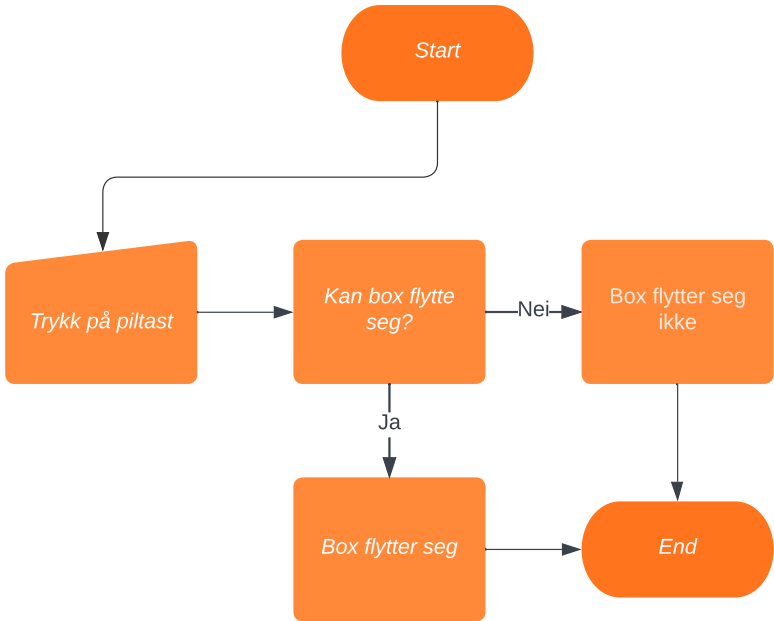 Start
Trykk på piltast
Kan box flytte
seg?
Nei
Box flytter seg
ikke
Ja
Box flytter seg
End